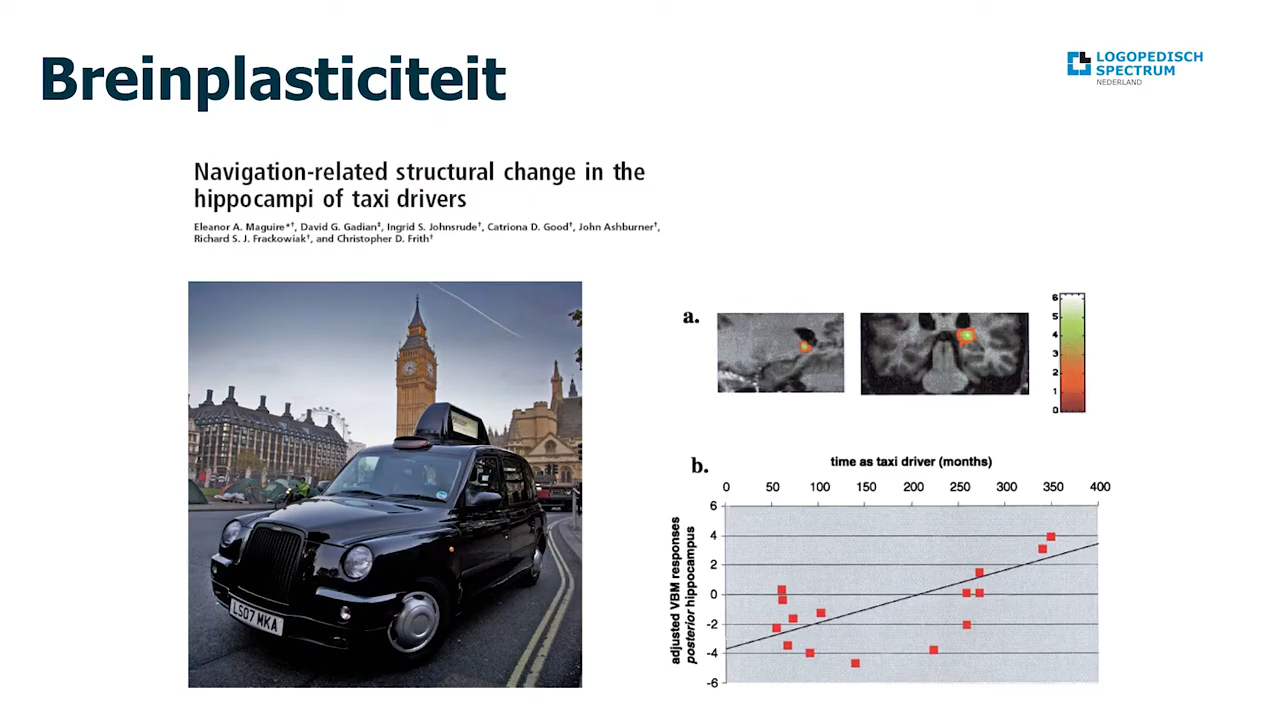 Breinplasticiteit
LOGOPEDISCH
SPECTRUM
NEDERLAND
Navigation-related structural change in the
hippocampi of taxi drivers
Eleanor A. Maguire*†, David G. Gadian‡, Ingrid S. Johnsrude†, Catriona D. Good†, John Ashburner†,
Richard S. J. Frackowiak†, and Christopher D. Frith†
LS07 MKA
a.
6
5
4
3
2
1
0
b.
time as taxi driver (months)
0 50 100 150 200 250 300 350 400
adjusted VBM responses
posterior hippocampus
6
4
2
0
-2
-4
-6